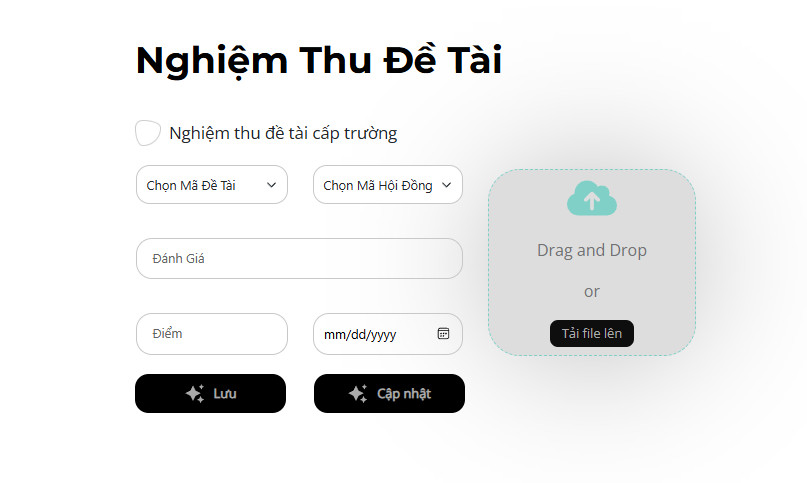 Nghiệm Thu Đề Tài
Nghiệm thu đề tài cấp trường
Chọn Mã Đề Tài
Chọn Mã Hội Đồng
Đánh Giá
Điểm
mm/dd/yyyy
Lưu
Cập nhật
Drag and Drop
or
Tải file lên